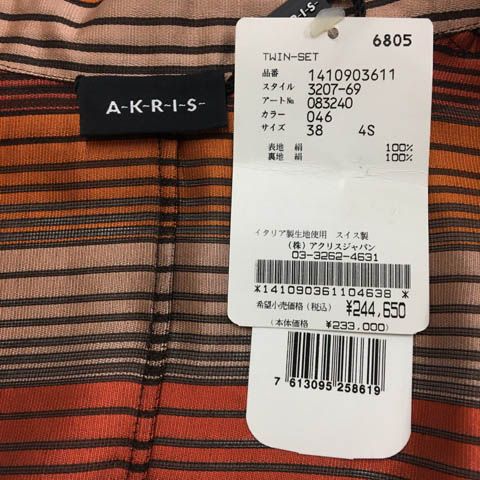 A-K-R-I-S-
6805
TWIN-SET
品番 1410903611
スタイル 3207-69
アートNo 083240
カラー 046
サイズ 38 4S
表地 絹 100%
裏地 絹 100%
イタリア製生地使用 スイス製
(株)アクリスジャパン
03-3262-4631
*141090361104638*
希望小売価格(税込) ¥244,650
(本体価格 ¥233,000)
7 613095 258619